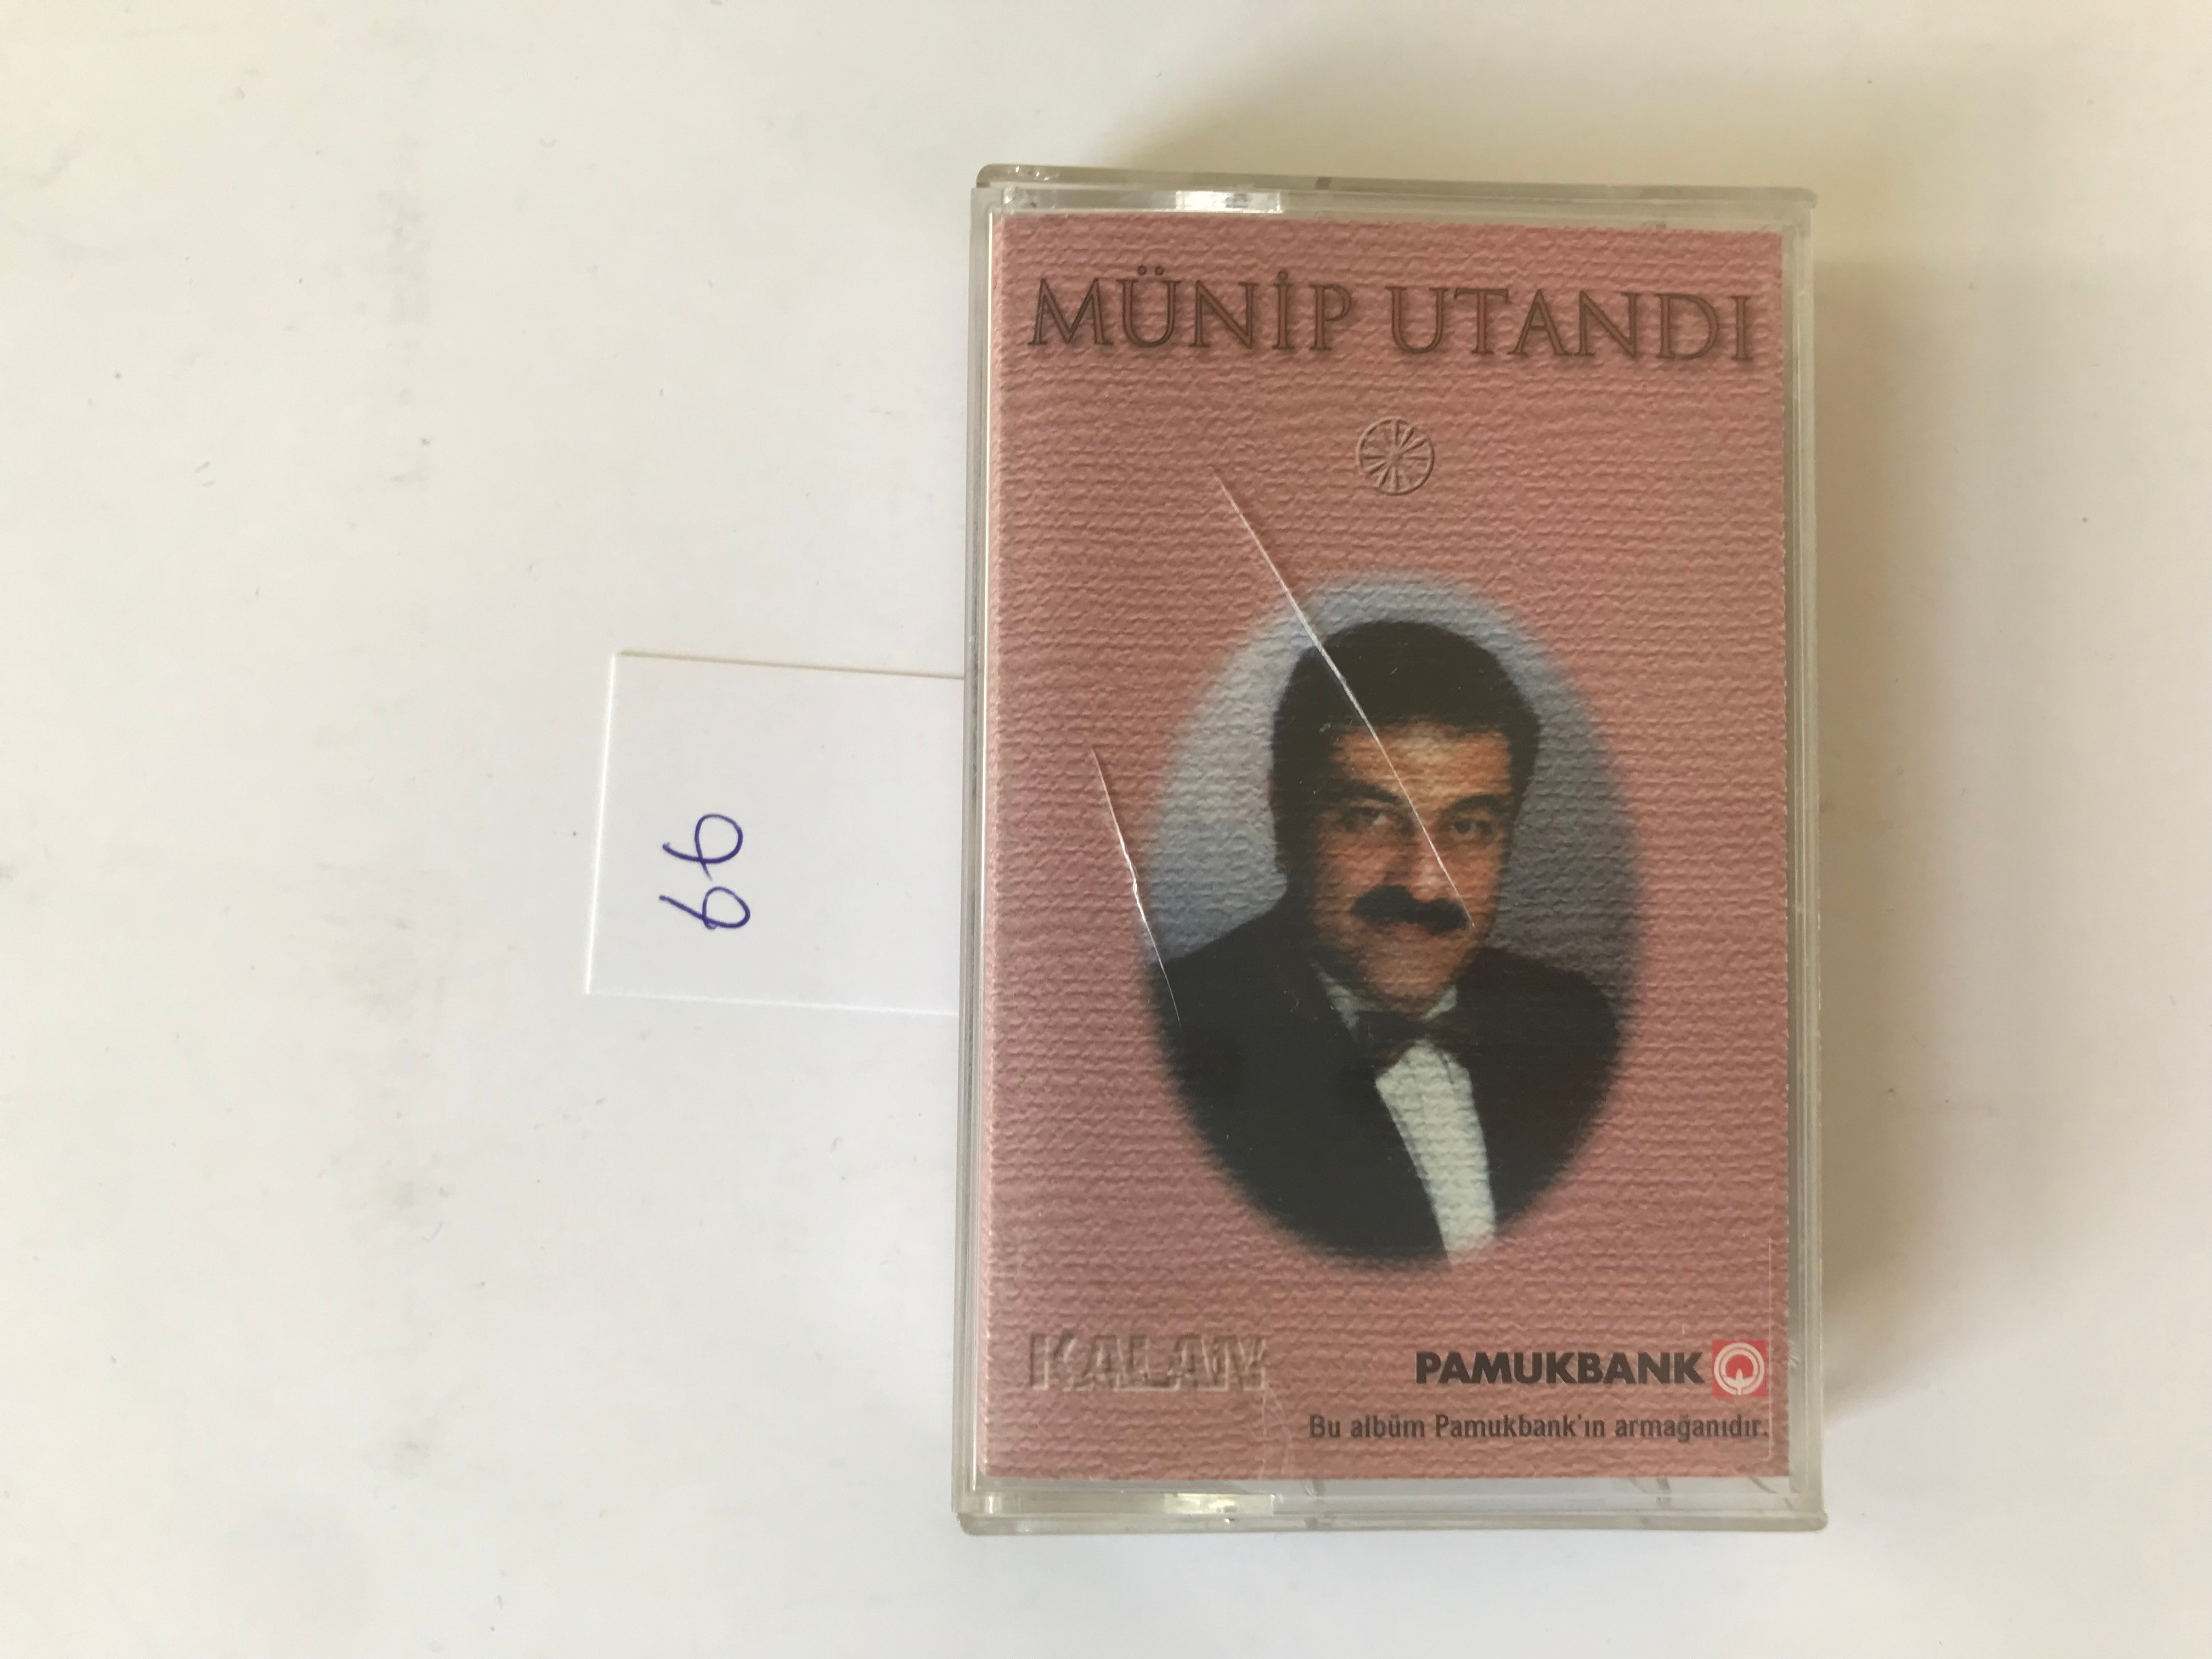 MÜNİP UTANDI
KALAN
PAMUKBANK
Bu albüm Pamukbank'ın armağanıdır.